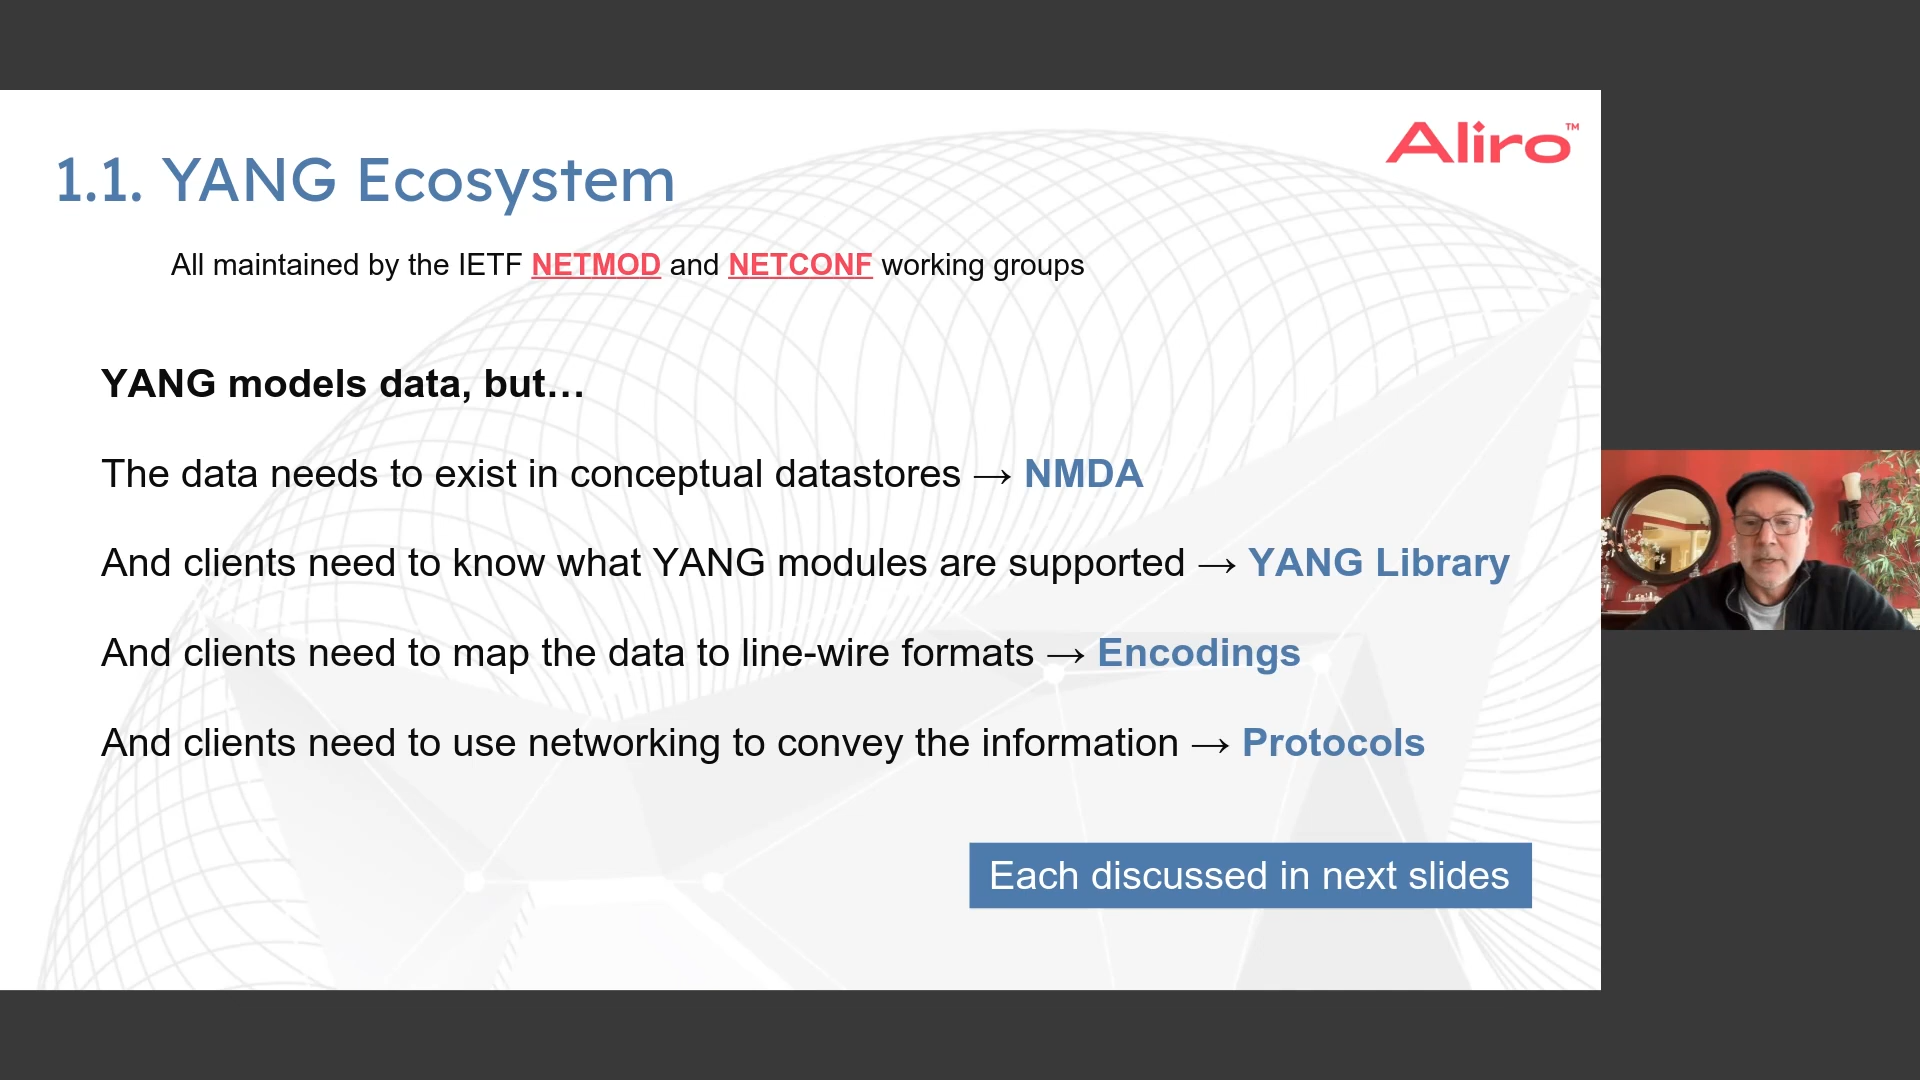 Aliro™
1.1. YANG Ecosystem
All maintained by the IETF NETMOD and NETCONF working groups
YANG models data, but…
The data needs to exist in conceptual datastores → NMDA
And clients need to know what YANG modules are supported → YANG Library
And clients need to map the data to line-wire formats → Encodings
And clients need to use networking to convey the information → Protocols
Each discussed in next slides